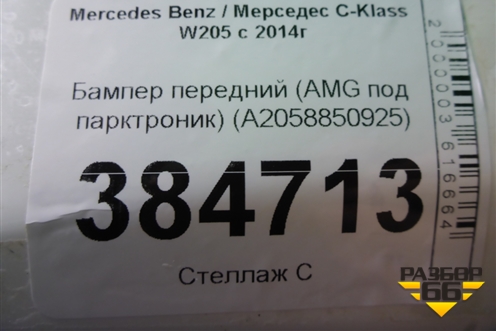 Mercedes Benz / Мерседес C-Klass
W205 с 2014г
Бампер передний (AMG под
парктроник) (A2058850925)
384713
Стеллаж С
2000003616664
РАЗБОР
66